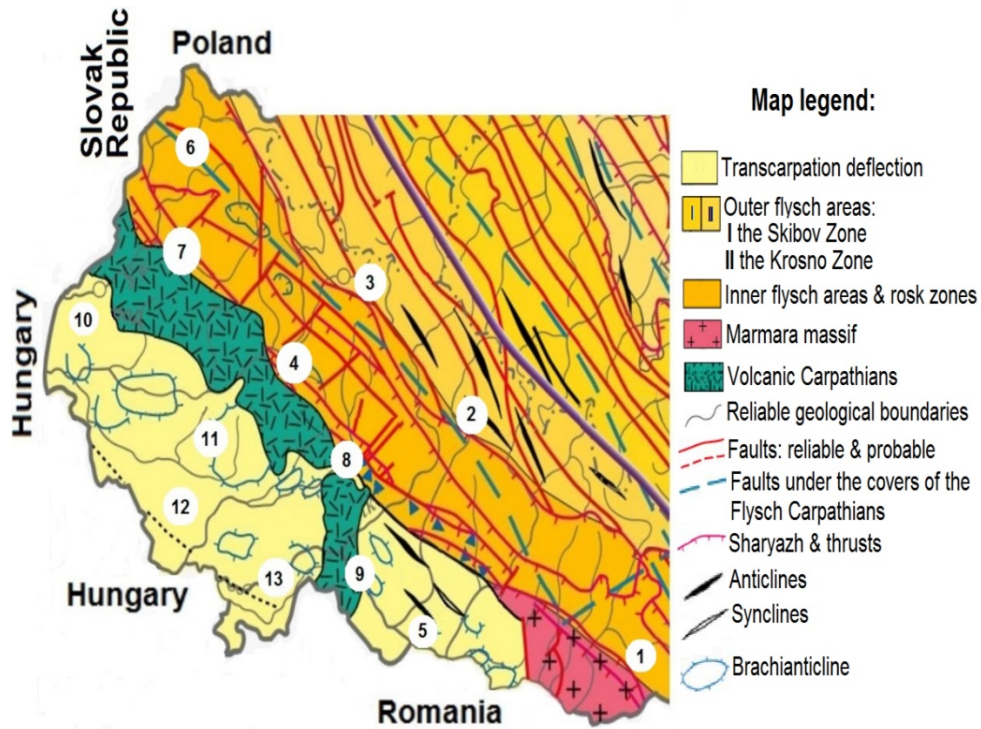 Poland
Slovak
Republic
Hungary
Hungary
Romania
6
7
3
10
4
2
11
8
12
9
13
5
1
Map legend:
Transcarpation deflection
I II
Outer flysch areas:
I the Skibov Zone
II the Krosno Zone
Inner flysch areas & rosk zones
Marmara massif
Volcanic Carpathians
Reliable geological boundaries
Faults: reliable & probable
Faults under the covers of the
Flysch Carpathians
Sharyazh & thrusts
Anticlines
Synclines
Brachianticline